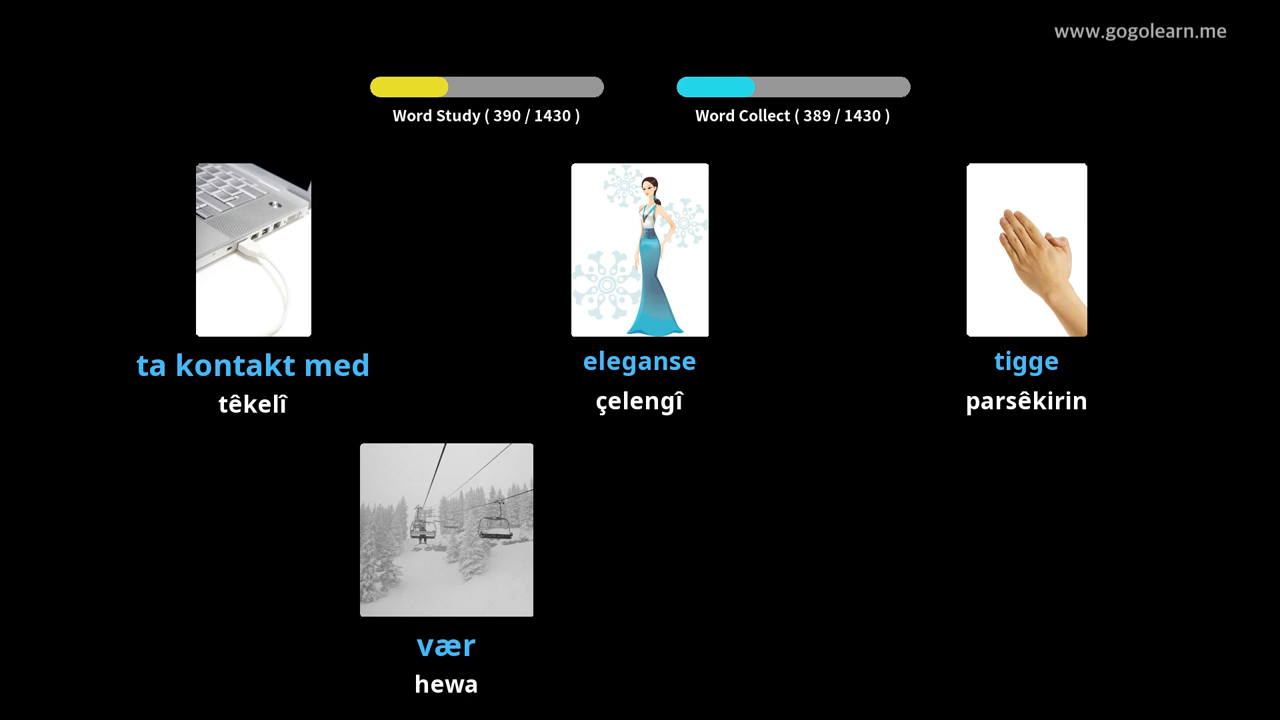 www.gogolearn.me
Word Study ( 390 / 1430 )
Word Collect ( 389 / 1430 )
ta kontakt med
têkelî
eleganse
çelengî
tigge
parsêkirin
vær
hewa